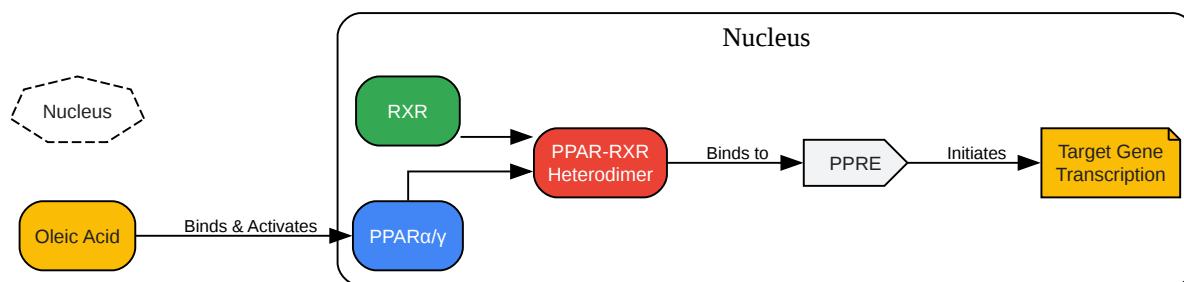 Nucleus
Nucleus
RXR
PPAR-RXR
Heterodimer
Binds to
PPRE
Initiates
Target Gene
Transcription
Oleic Acid
Binds & Activates
PPARα/γ